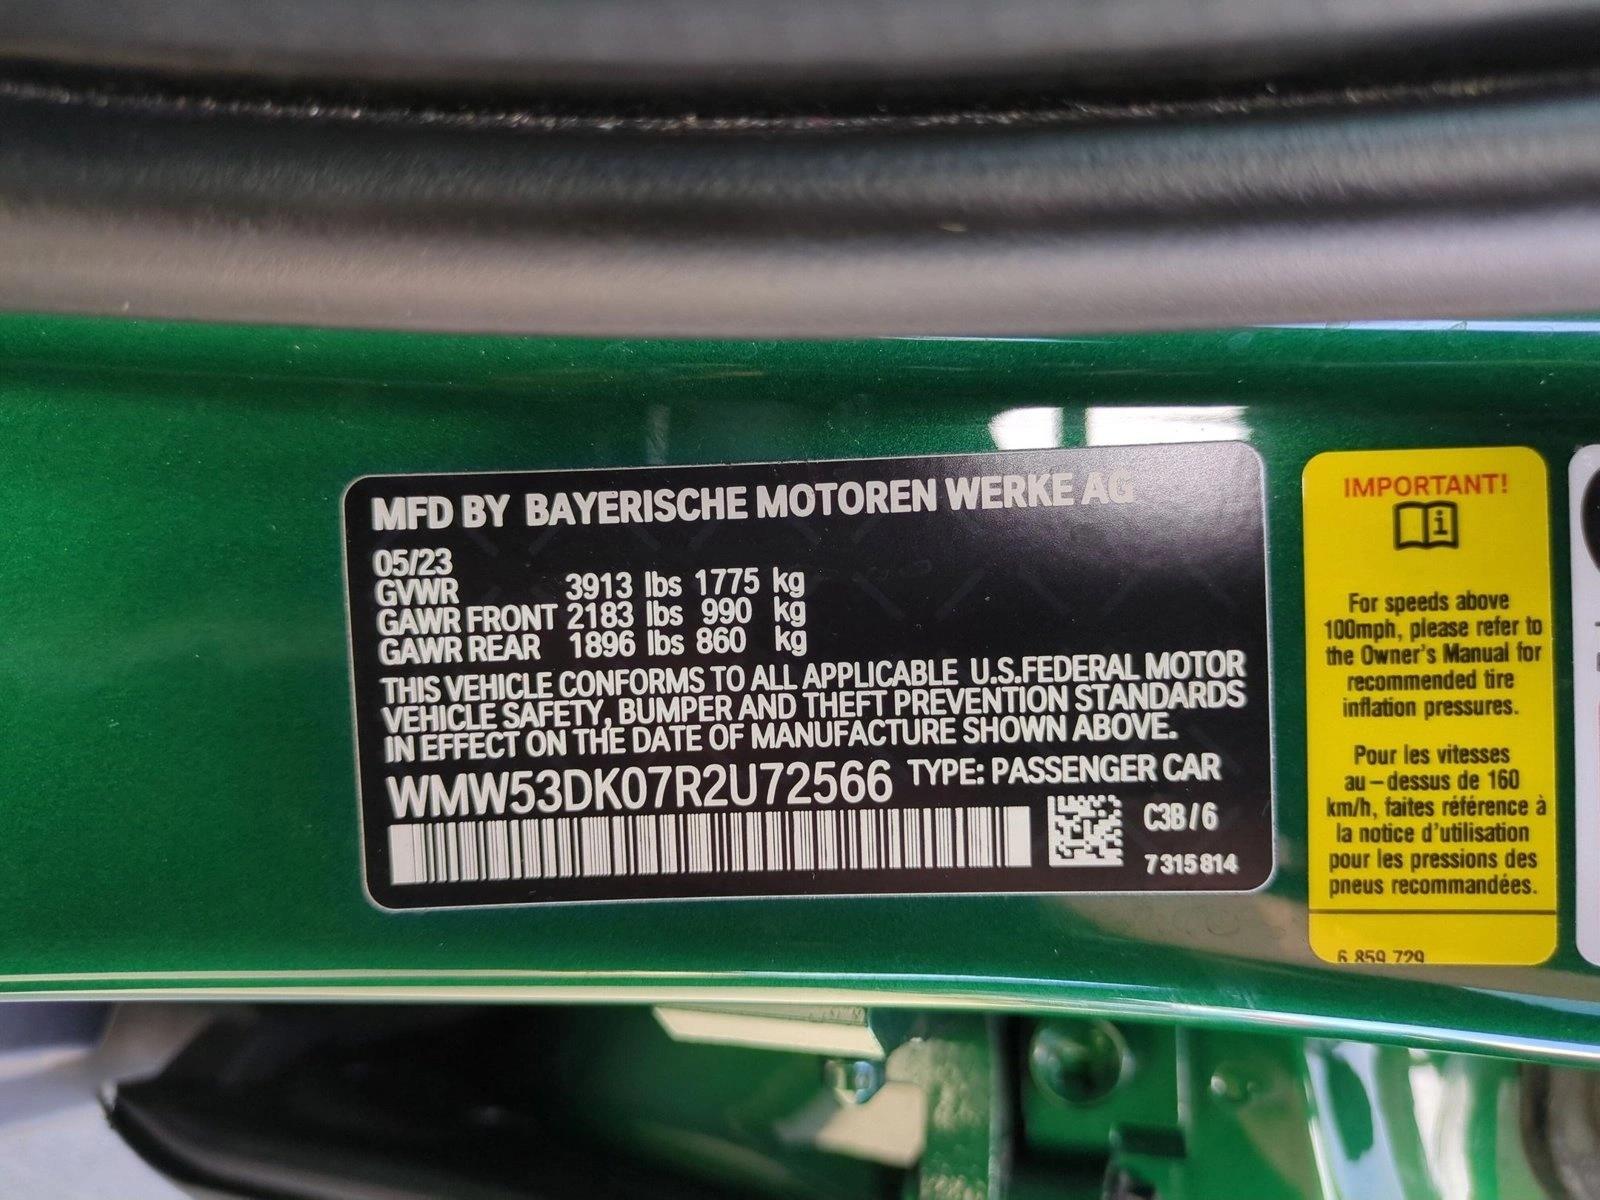 MFD BY BAYERISCHE MOTOREN WERKE AG
05/23
GVWR 3913 lbs 1775 kg
GAWR FRONT 2183 lbs 990 kg
GAWR REAR 1896 lbs 860 kg
THIS VEHICLE CONFORMS TO ALL APPLICABLE U.S.FEDERAL MOTOR
VEHICLE SAFETY, BUMPER AND THEFT PREVENTION STANDARDS
IN EFFECT ON THE DATE OF MANUFACTURE SHOWN ABOVE.
WMW53DK07R2U72566 TYPE: PASSENGER CAR
C3B/6
7315814
IMPORTANT!
For speeds above
100mph, please refer to
the Owner's Manual for
recommended tire
inflation pressures.
Pour les vitesses
au-dessus de 160
km/h, faites référence à
la notice d'utilisation
pour les pressions des
pneus recommandées.
6 859 729